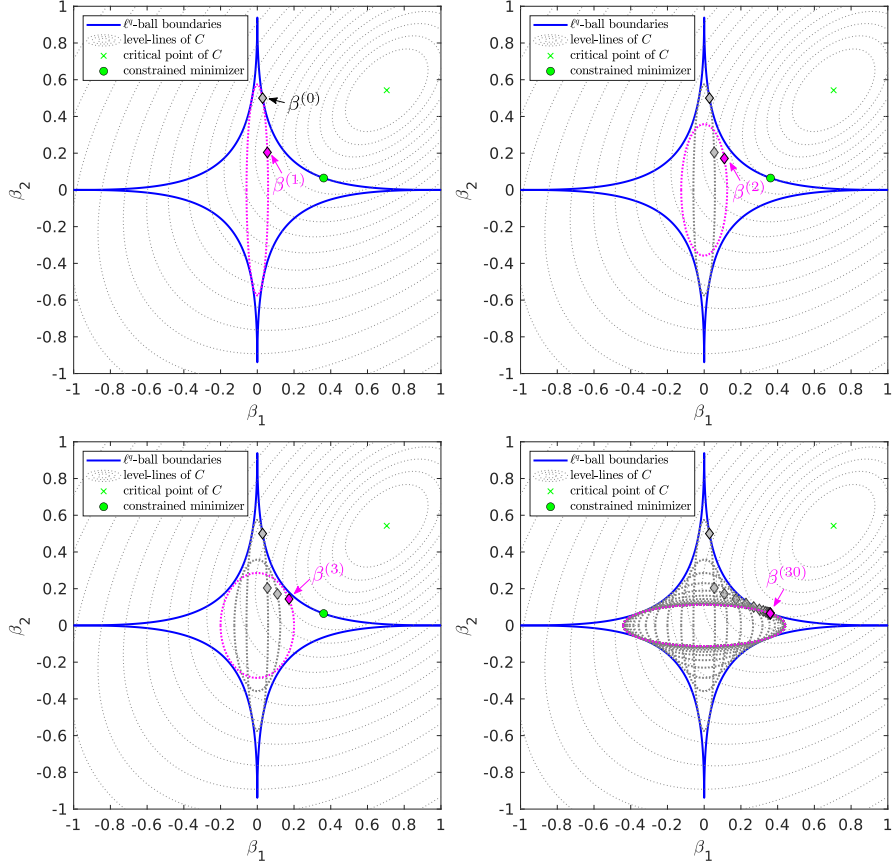 1
0.8
0.6
0.4
0.2
0
-0.2
-0.4
-0.6
-0.8
-1
β₂
ℓ^q-ball boundaries
level-lines of C
critical point of C
constrained minimizer
β^(0)
β^(1)
-1 -0.8 -0.6 -0.4 -0.2 0 0.2 0.4 0.6 0.8 1
β₁
1
0.8
0.6
0.4
0.2
0
-0.2
-0.4
-0.6
-0.8
-1
β₂
ℓ^q-ball boundaries
level-lines of C
critical point of C
constrained minimizer
β^(2)
-1 -0.8 -0.6 -0.4 -0.2 0 0.2 0.4 0.6 0.8 1
β₁
1
0.8
0.6
0.4
0.2
0
-0.2
-0.4
-0.6
-0.8
-1
β₂
ℓ^q-ball boundaries
level-lines of C
critical point of C
constrained minimizer
β^(3)
-1 -0.8 -0.6 -0.4 -0.2 0 0.2 0.4 0.6 0.8 1
β₁
1
0.8
0.6
0.4
0.2
0
-0.2
-0.4
-0.6
-0.8
-1
β₂
ℓ^q-ball boundaries
level-lines of C
critical point of C
constrained minimizer
β^(30)
-1 -0.8 -0.6 -0.4 -0.2 0 0.2 0.4 0.6 0.8 1
β₁